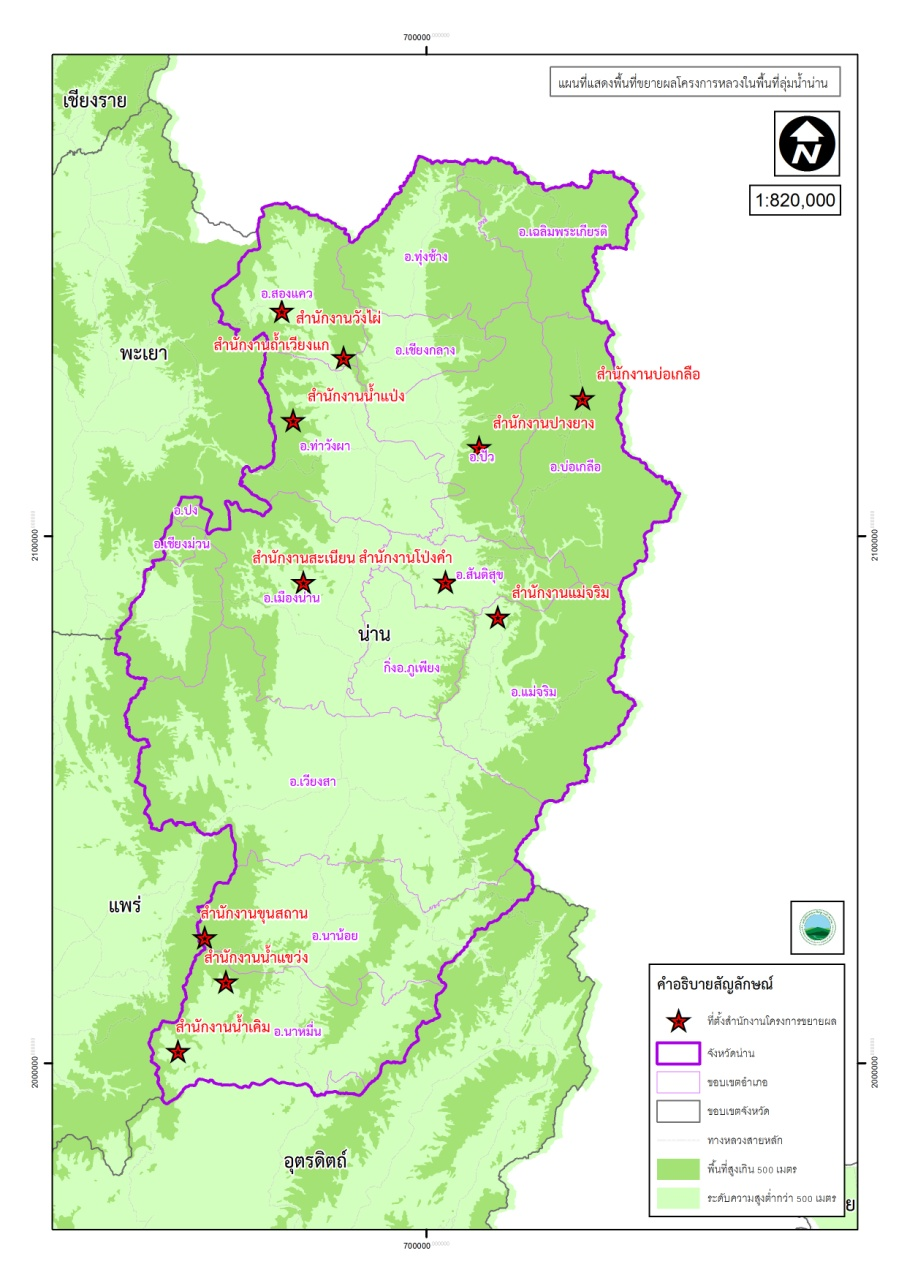 700000
แผนที่แสดงพื้นที่ขยายผลโครงการหลวงในพื้นที่ลุ่มน้ำน่าน
เชียงราย
N
1:820,000
อ.เฉลิมพระเกียรติ
อ.ทุ่งช้าง
อ.สองแคว
สำนักงานวังไผ่
สำนักงานถ้ำเวียงแก
อ.เชียงกลาง
พะเยา
สำนักงานบ่อเกลือ
สำนักงานน้ำแป่ง
สำนักงานปางยาง
อ.ท่าวังผา
อ.ปัว
อ.บ่อเกลือ
อ.ปง
2100000
2100000
อ.เชียงม่วน
สำนักงานสะเนียน
สำนักงานโป่งคำ
อ.สันติสุข
สำนักงานแม่จริม
อ.เมืองน่าน
น่าน
กิ่งอ.ภูเพียง
อ.แม่จริม
อ.เวียงสา
แพร่
สำนักงานขุนสถาน
อ.นาน้อย
สำนักงานน้ำแขว่ง
สำนักงานน้ำเคิม
อ.นาหมื่น
2000000
2000000
อุตรดิตถ์
คำอธิบายสัญลักษณ์
ที่ตั้งสำนักงานโครงการขยายผล
จังหวัดน่าน
ขอบเขตอำเภอ
ขอบเขตจังหวัด
ทางหลวงสายหลัก
พื้นที่สูงเกิน 500 เมตร
ระดับความสูงต่ำกว่า 500 เมตร
ย
700000